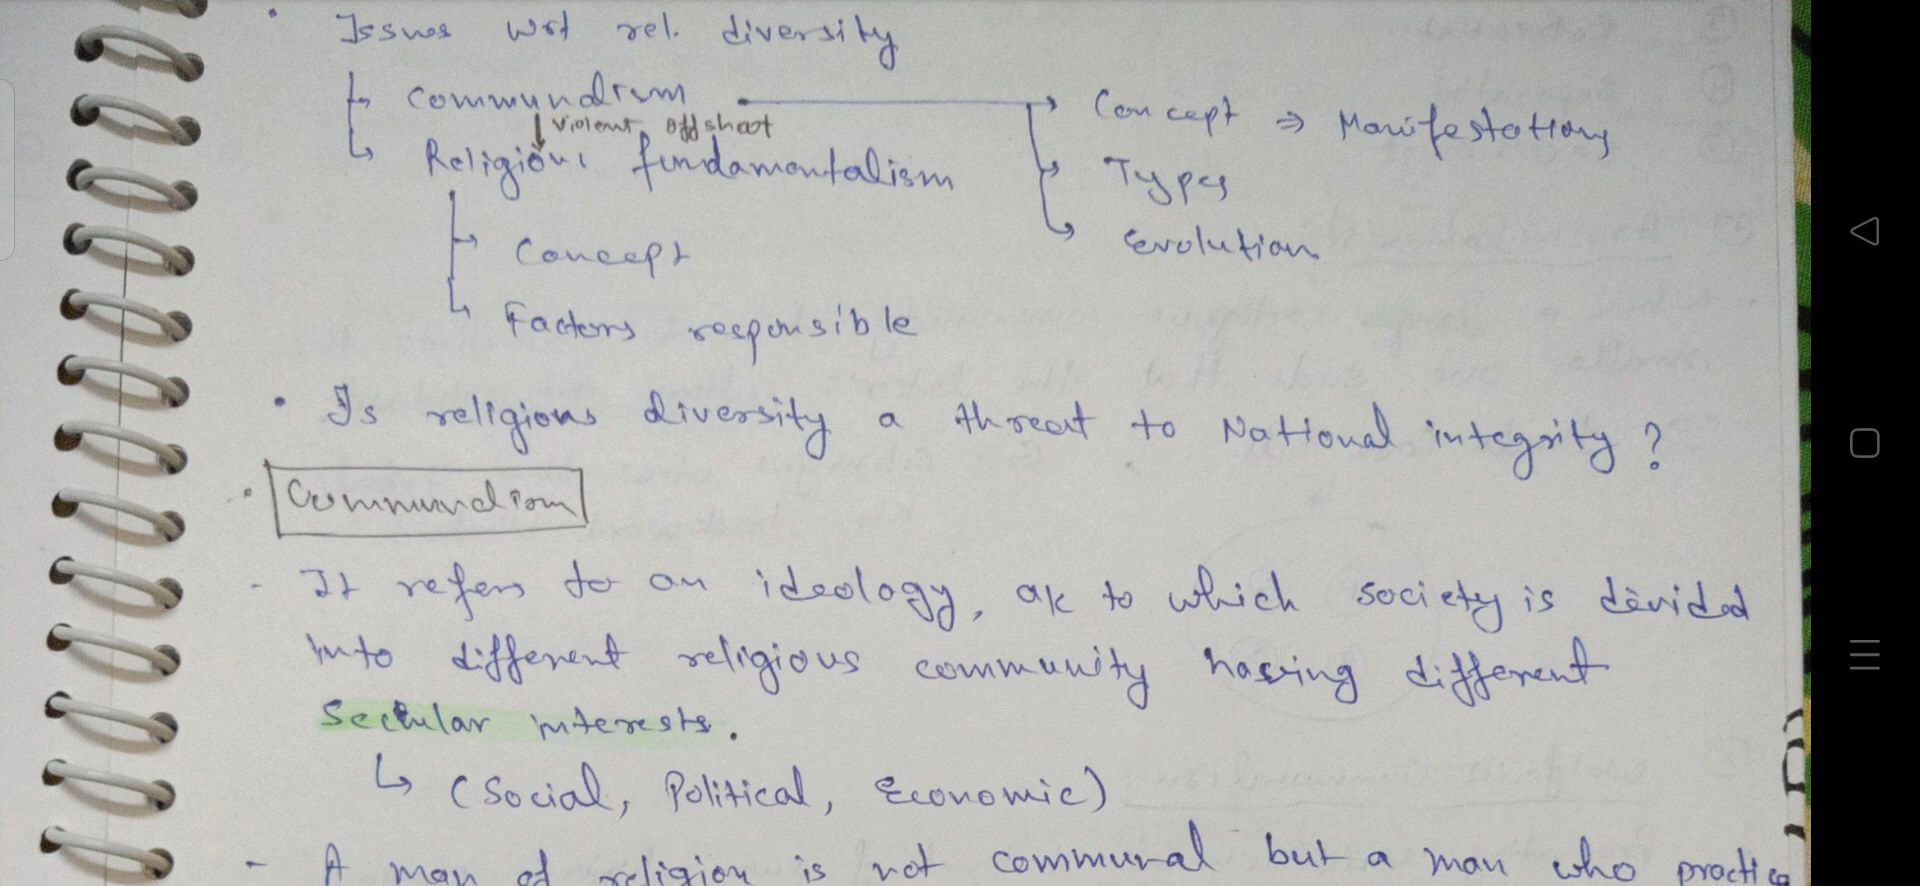 Issues wrt rel. diversity
Communalism → Concept ⇒ Manifestations
↓ violent offshoot
Religious fundamentalism
Types
Concept
Evolution
Factors responsible
• Is religious diversity a threat to National integrity?
• Communalism
- It refers to an ideology, ak to which society is divided
into different religious community having different
Secular interests.
↳ (Social, Political, Economic)
- A man of religion is not communal but a man who practice